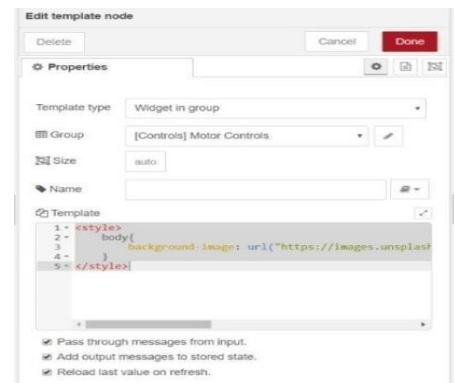 Edit template node
Delete Cancel Done
Properties
Template type Widget in group
Group [Controls] Motor Controls
Size auto
Name
Template
1 <style>
2 body{
3 background-image: url("https://images.unsplash
4 }
5 </style>
Pass through messages from input.
Add output messages to stored state.
Reload last value on refresh.